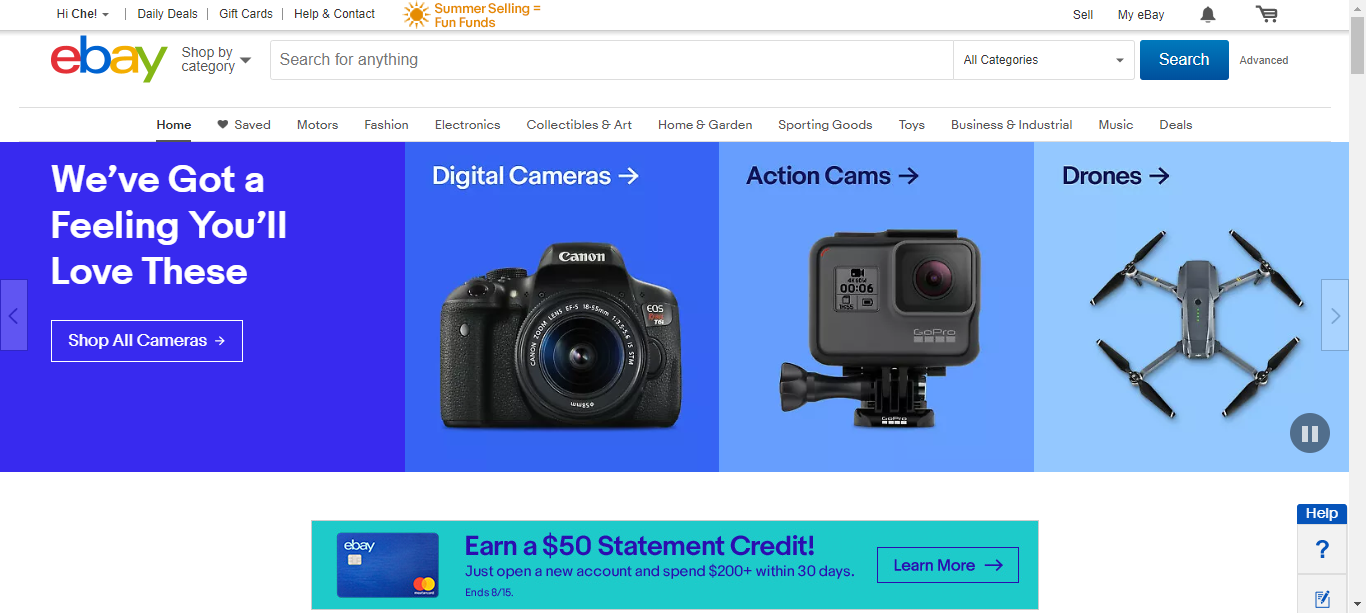 Hi Che!
Daily Deals
Gift Cards
Help & Contact
Summer Selling =
Fun Funds
Sell
My eBay
ebay
Shop by
category
Search for anything
All Categories
Search
Advanced
Home
Saved
Motors
Fashion
Electronics
Collectibles & Art
Home & Garden
Sporting Goods
Toys
Business & Industrial
Music
Deals
We've Got a
Feeling You'll
Love These
Shop All Cameras →
Digital Cameras →
Canon
EOS
T6i
CANON ZOOM LENS EF-S 18-55mm 1:3.5-5.6 IS STM
ø58mm
Action Cams →
00:06
GoPro
GoPro
Drones →
Help
?
ebay
mastercard
Earn a $50 Statement Credit!
Just open a new account and spend $200+ within 30 days.
Ends 8/15.
Learn More →